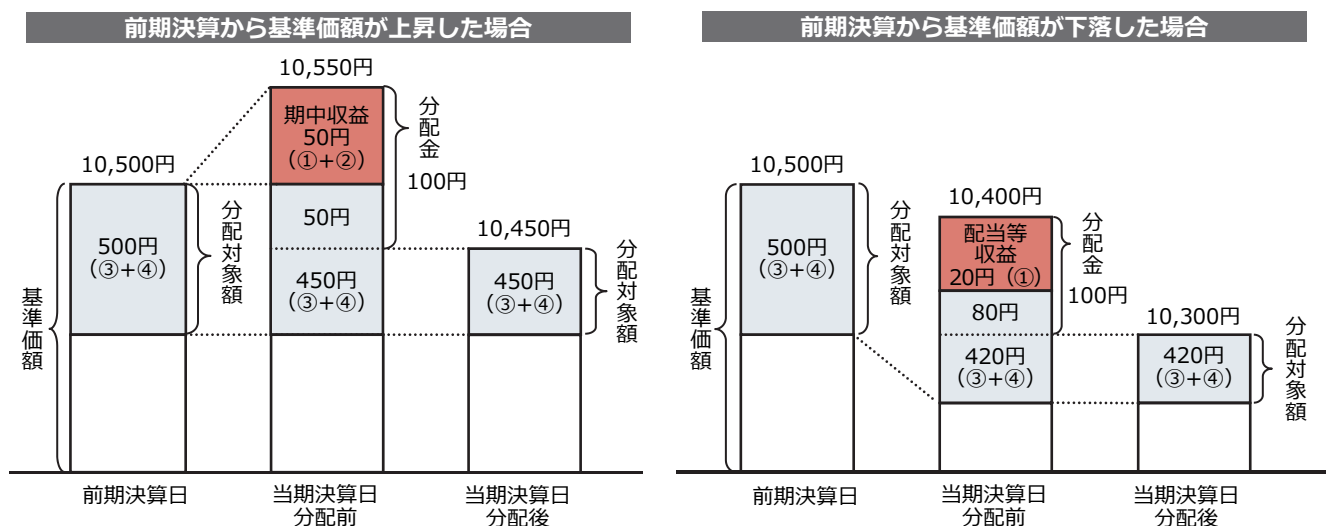 前期決算から基準価額が上昇した場合
10,550円
期中収益
50円
(①+②)
分配金
100円
10,500円
500円
(③+④)
分配対象額
50円
450円
(③+④)
10,450円
450円
(③+④)
分配対象額
基準価額
前期決算日
当期決算日
分配前
当期決算日
分配後
前期決算から基準価額が下落した場合
10,500円
500円
(③+④)
分配対象額
10,400円
配当等
収益
20円(①)
分配金
100円
80円
420円
(③+④)
10,300円
420円
(③+④)
分配対象額
基準価額
前期決算日
当期決算日
分配前
当期決算日
分配後